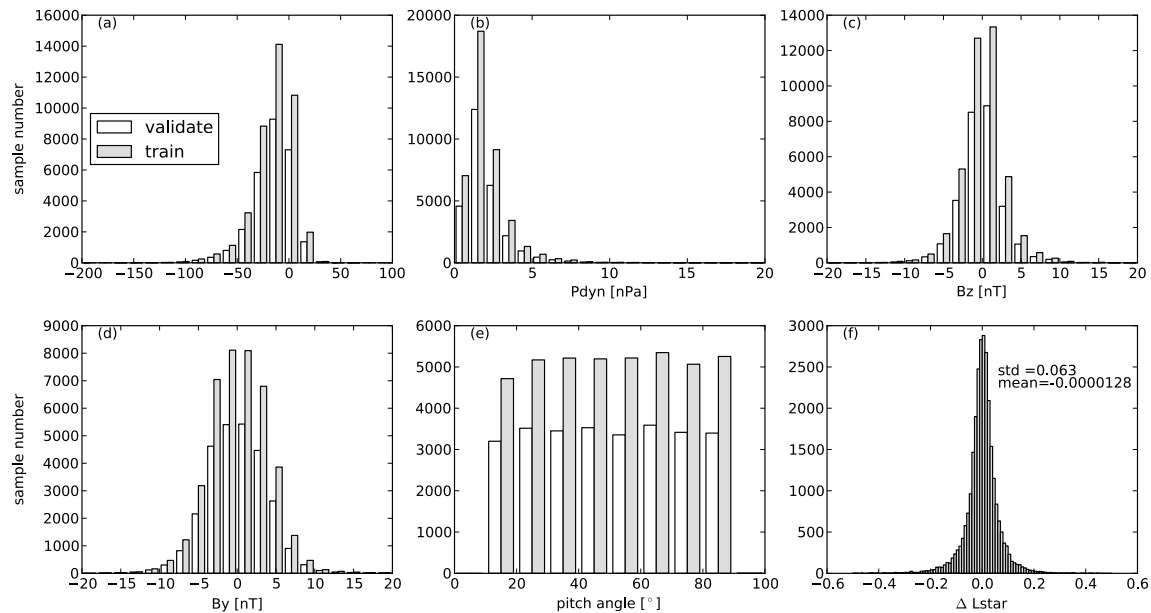 (a)
16000
14000
12000
10000
8000
6000
4000
2000
0
sample number
validate
train
−200 −150 −100 −50 0 50 100
(b)
20000
15000
10000
5000
0
0 5 10 15 20
Pdyn [nPa]
(c)
14000
12000
10000
8000
6000
4000
2000
0
−20 −15 −10 −5 0 5 10 15 20
Bz [nT]
(d)
9000
8000
7000
6000
5000
4000
3000
2000
1000
0
sample number
−20 −15 −10 −5 0 5 10 15 20
By [nT]
(e)
6000
5000
4000
3000
2000
1000
0
0 20 40 60 80 100
pitch angle [°]
(f)
3000
2500
2000
1500
1000
500
0
std =0.063
mean=-0.0000128
−0.6 −0.4 −0.2 0.0 0.2 0.4 0.6
Δ Lstar